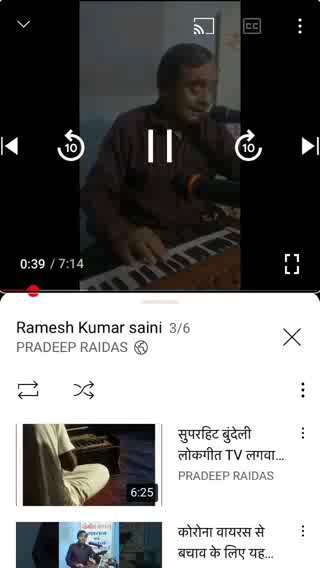 CC
10
10
0:39 / 7:14
Ramesh Kumar saini 3/6
PRADEEP RAIDAS
6:25
सुपरहिट बुंदेली
लोकगीत TV लगवा...
PRADEEP RAIDAS
कोरोना वायरस से
बचाव के लिए यह...